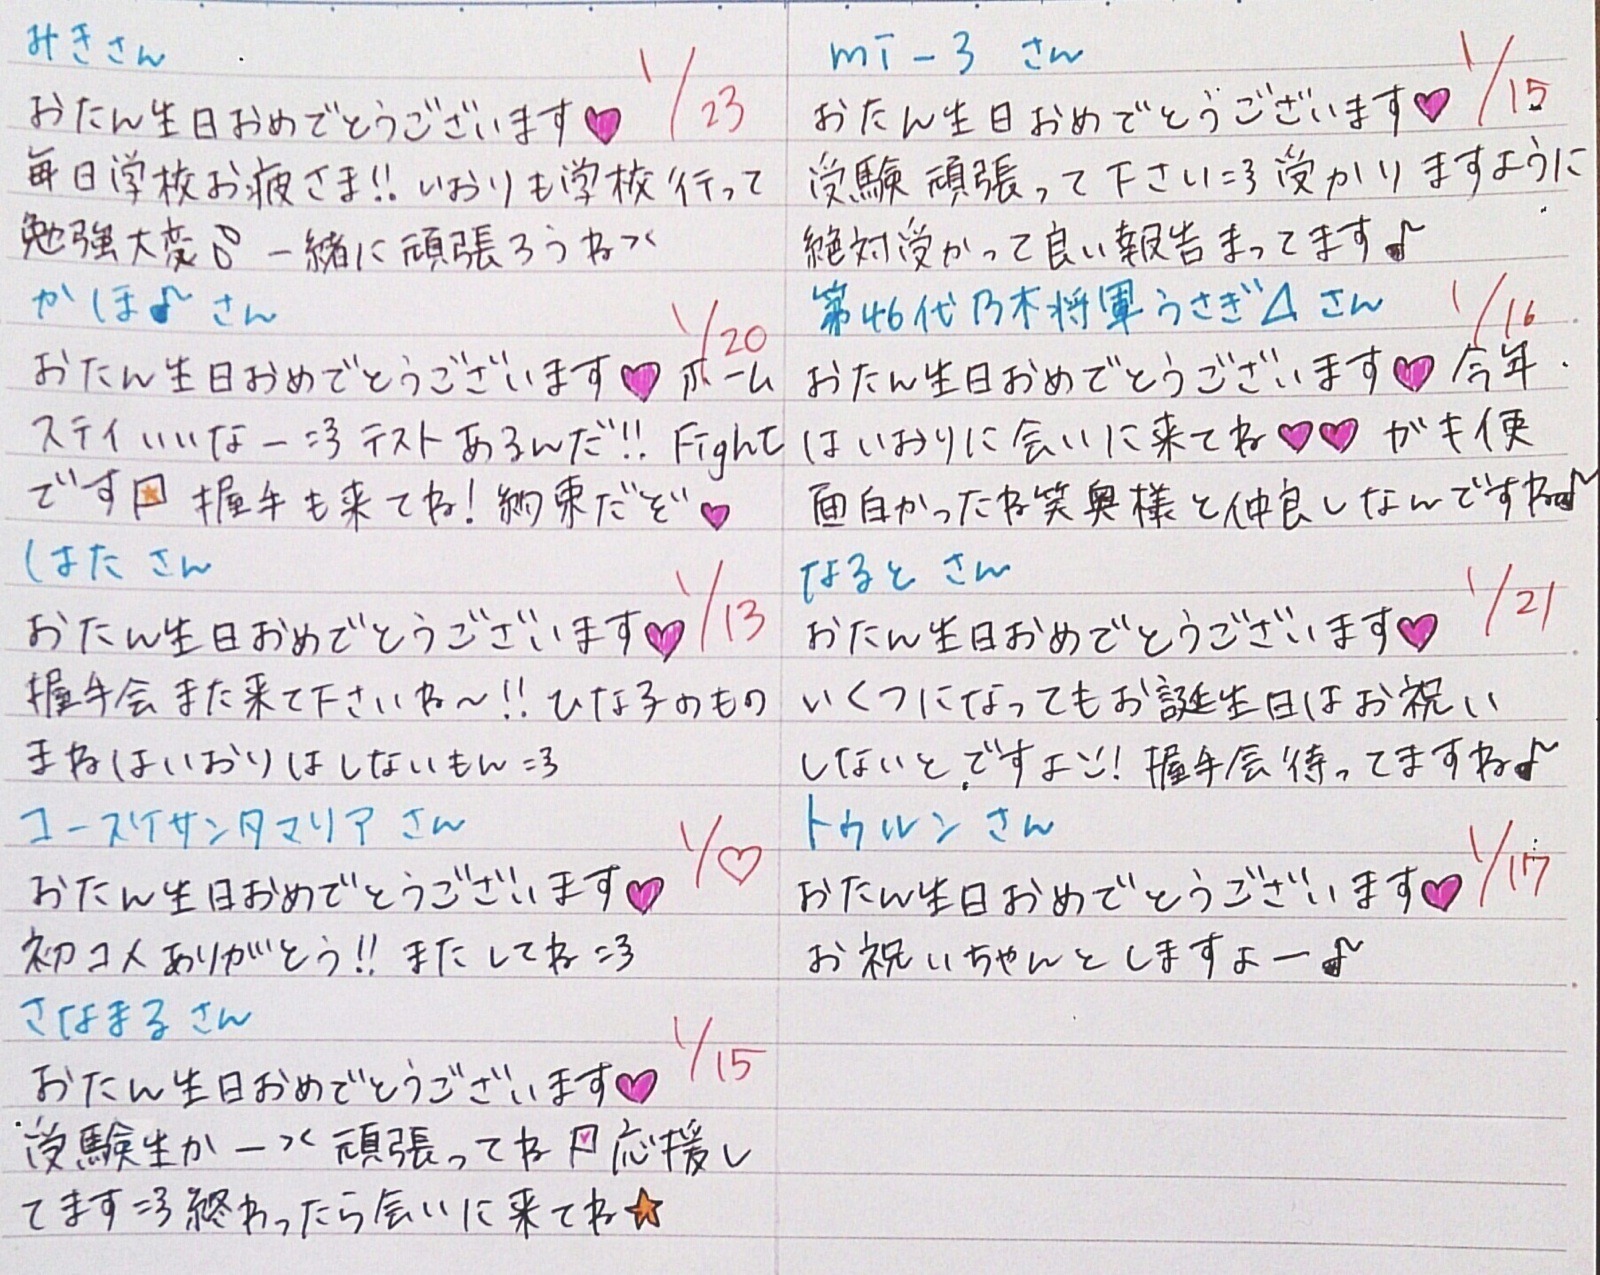 みきさん 1/23
おたん生日おめでとうございます♥
毎日学校お疲さま!! いおりも学校行って
勉強大変 一緒に頑張ろうねっく
かほ♪さん 1/20
おたん生日おめでとうございます♥ ホーム
ステイいいなー=3 テストあるんだ!! Fight
です 握手も来てね! 約束だぞ♥
しはたさん 1/13
おたん生日おめでとうございます♥
握手会また来て下さいね〜!! ひな子のもの
まねはいおりはしないもん=3
コースケサンタマリアさん 1/♡
おたん生日おめでとうございます♥
初コメありがとう!! またしてね=3
さなまるさん 1/15
おたん生日おめでとうございます♥
受験生かーっく 頑張ってね 応援し
てます=3 終わったら会いに来てね★
mi-3 さん 1/15
おたん生日おめでとうございます♥
受験頑張って下さい=3 受かりますように
絶対受かって良い報告まってます♪
第46代乃木将軍うさぎ△さん 1/16
おたん生日おめでとうございます♥ 今年
はいおりに会いに来てね♥♥ がも便
面白かったね笑 奥様と仲良しなんですね♪
なるとさん 1/21
おたん生日おめでとうございます♥
いくつになってもお誕生日はお祝い
しないとですよ! 握手会待ってますね♪
トゥルンさん 1/17
おたん生日おめでとうございます♥
お祝いちゃんとしますよー♪